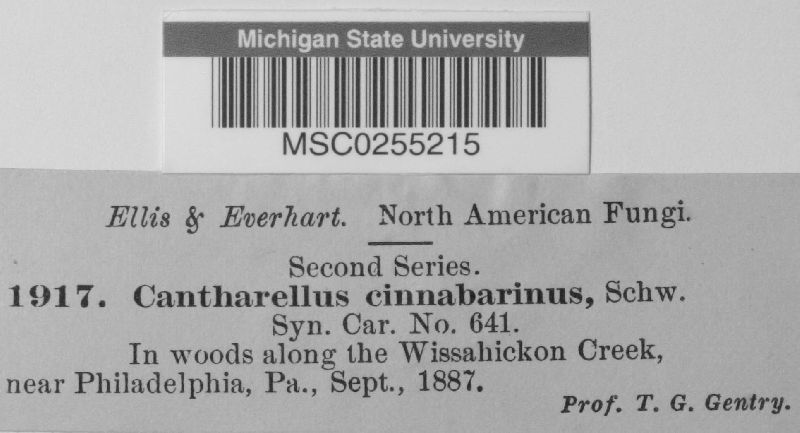 Michigan State University
MSC0255215
Ellis & Everhart. North American Fungi.
Second Series.
1917. Cantharellus cinnabarinus, Schw.
Syn. Car. No. 641.
In woods along the Wissahickon Creek,
near Philadelphia, Pa., Sept., 1887.
Prof. T. G. Gentry.